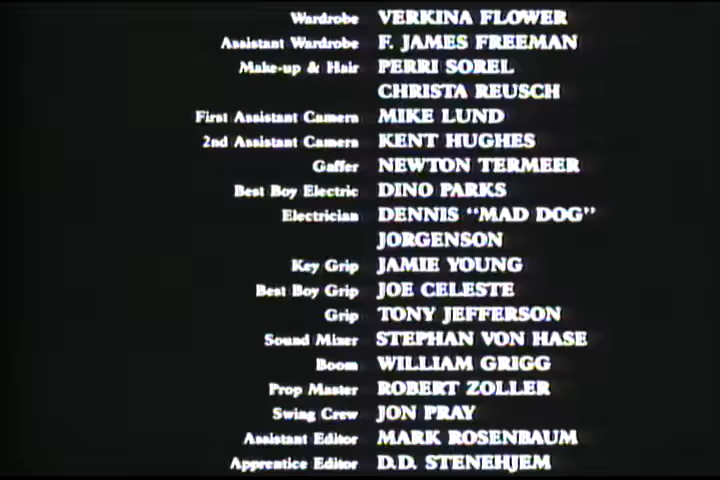 Wardrobe VERKINA FLOWER
Assistant Wardrobe F. JAMES FREEMAN
Make-up & Hair PERRI SOREL
CHRISTA REUSCH
First Assistant Camera MIKE LUND
2nd Assistant Camera KENT HUGHES
Gaffer NEWTON TERMEER
Best Boy Electric DINO PARKS
Electrician DENNIS "MAD DOG"
JORGENSON
Key Grip JAMIE YOUNG
Best Boy Grip JOE CELESTE
Grip TONY JEFFERSON
Sound Mixer STEPHAN VON HASE
Boom WILLIAM GRIGG
Prop Master ROBERT ZOLLER
Swing Crew JON PRAY
Assistant Editor MARK ROSENBAUM
Apprentice Editor D.D. STENEHJEM